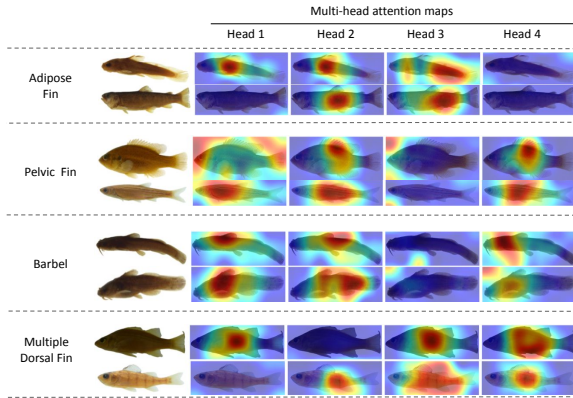 Multi-head attention maps
Head 1 Head 2 Head 3 Head 4
Adipose
Fin
Pelvic Fin
Barbel
Multiple
Dorsal Fin